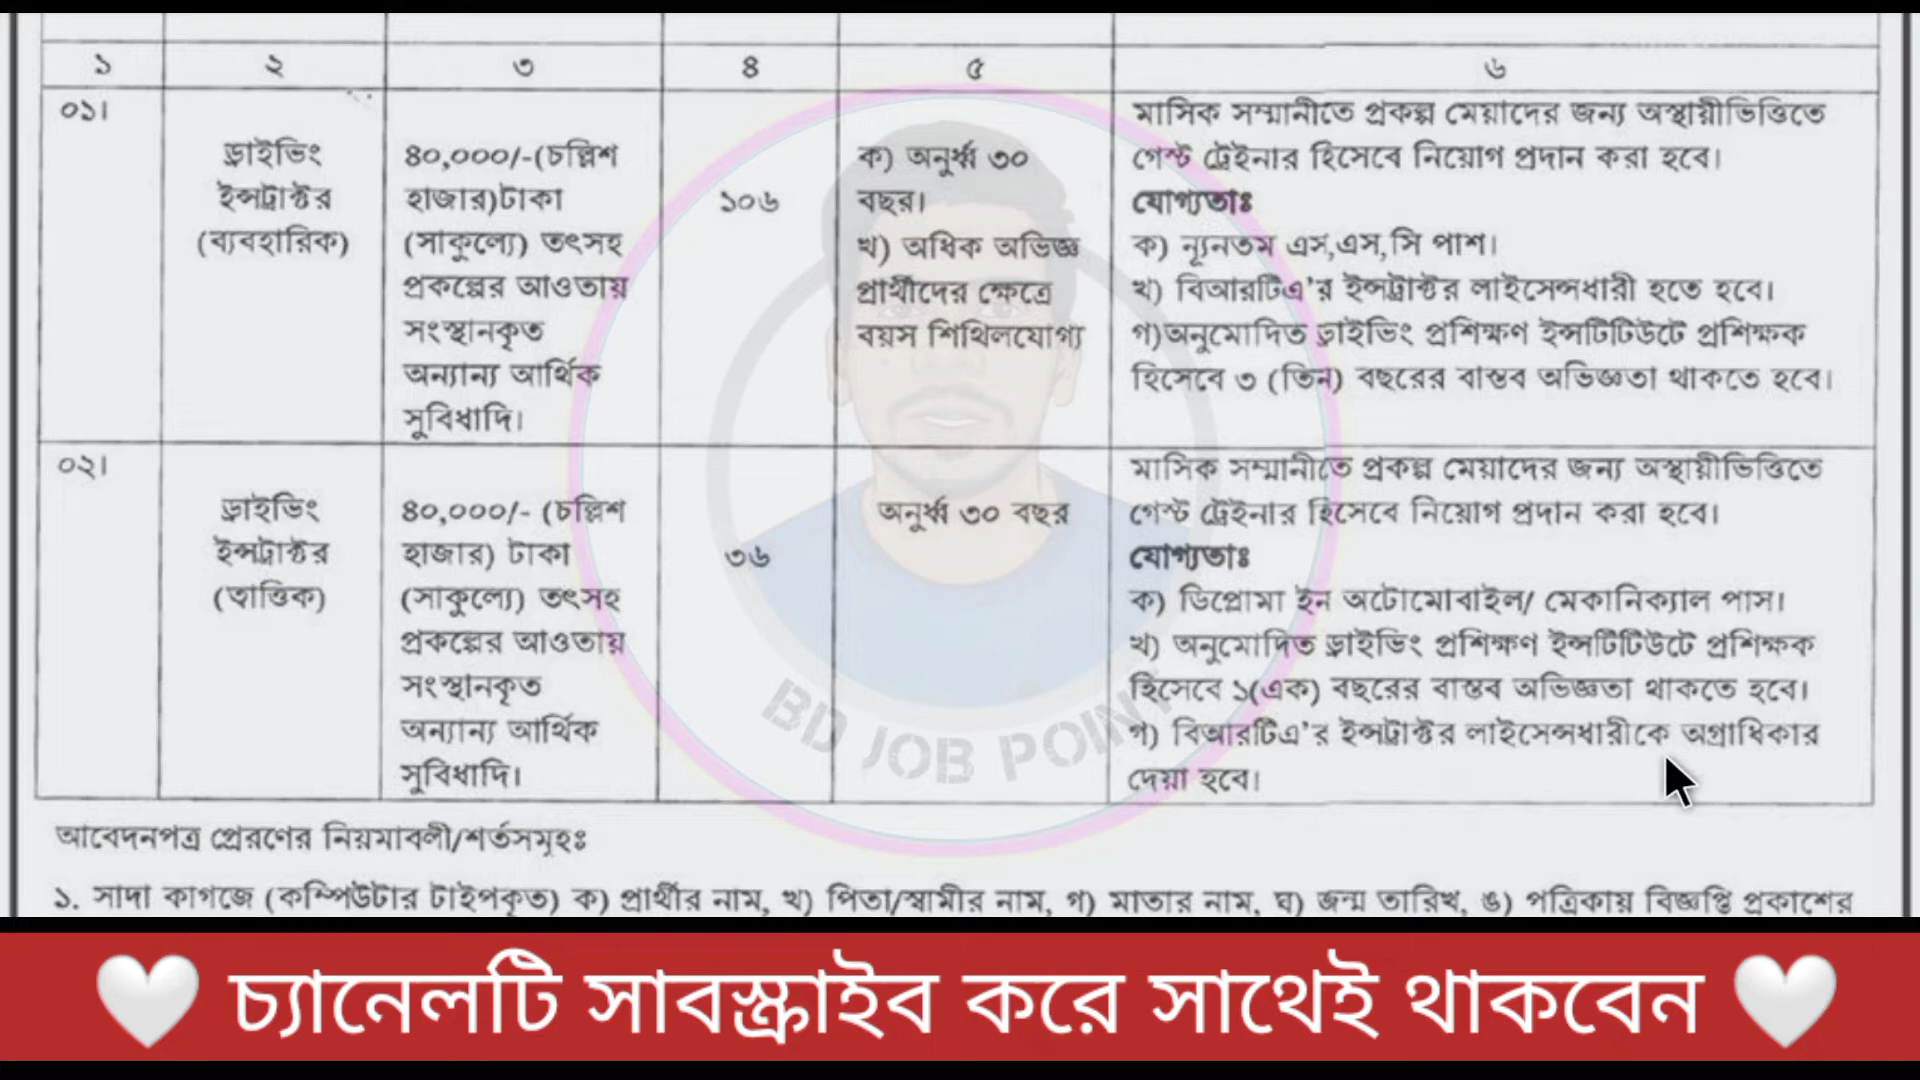 ১ ২ ৩ ৪ ৫ ৬
০১।
ড্রাইভিং
ইন্সট্রাক্টর
(ব্যবহারিক)
৪০,০০০/-(চল্লিশ
হাজার)টাকা
(সাকুল্যে) তৎসহ
প্রকল্পের আওতায়
সংস্থানকৃত
অন্যান্য আর্থিক
সুবিধাদি।
১০৬
ক) অনুর্ধ্ব ৩০
বছর।
খ) অধিক অভিজ্ঞ
প্রার্থীদের ক্ষেত্রে
বয়স শিথিলযোগ্য
মাসিক সম্মানীতে প্রকল্প মেয়াদের জন্য অস্থায়ীভিত্তিতে
গেস্ট ট্রেইনার হিসেবে নিয়োগ প্রদান করা হবে।
যোগ্যতাঃ
ক) ন্যূনতম এস,এস,সি পাশ।
খ) বিআরটিএ'র ইন্সট্রাক্টর লাইসেন্সধারী হতে হবে।
গ)অনুমোদিত ড্রাইভিং প্রশিক্ষণ ইন্সটিটিউটে প্রশিক্ষক
হিসেবে ৩ (তিন) বছরের বাস্তব অভিজ্ঞতা থাকতে হবে।
০২।
ড্রাইভিং
ইন্সট্রাক্টর
(ত্বাত্তিক)
৪০,০০০/- (চল্লিশ
হাজার) টাকা
(সাকুল্যে) তৎসহ
প্রকল্পের আওতায়
সংস্থানকৃত
অন্যান্য আর্থিক
সুবিধাদি।
৩৬
অনুর্ধ্ব ৩০ বছর
মাসিক সম্মানীতে প্রকল্প মেয়াদের জন্য অস্থায়ীভিত্তিতে
গেস্ট ট্রেইনার হিসেবে নিয়োগ প্রদান করা হবে।
যোগ্যতাঃ
ক) ডিপ্লোমা ইন অটোমোবাইল/ মেকানিক্যাল পাস।
খ) অনুমোদিত ড্রাইভিং প্রশিক্ষণ ইন্সটিটিউটে প্রশিক্ষক
হিসেবে ১(এক) বছরের বাস্তব অভিজ্ঞতা থাকতে হবে।
গ) বিআরটিএ'র ইন্সট্রাক্টর লাইসেন্সধারীকে অগ্রাধিকার
দেয়া হবে।
BD JOB POINT
আবেদনপত্র প্রেরণের নিয়মাবলী/শর্তসমূহঃ
১. সাদা কাগজে (কম্পিউটার টাইপকৃত) ক) প্রার্থীর নাম, খ) পিতা/স্বামীর নাম, গ) মাতার নাম, ঘ) জন্ম তারিখ, ঙ) পত্রিকায় বিজ্ঞপ্তি প্রকাশের
🤍 চ্যানেলটি সাবস্ক্রাইব করে সাথেই থাকবেন 🤍